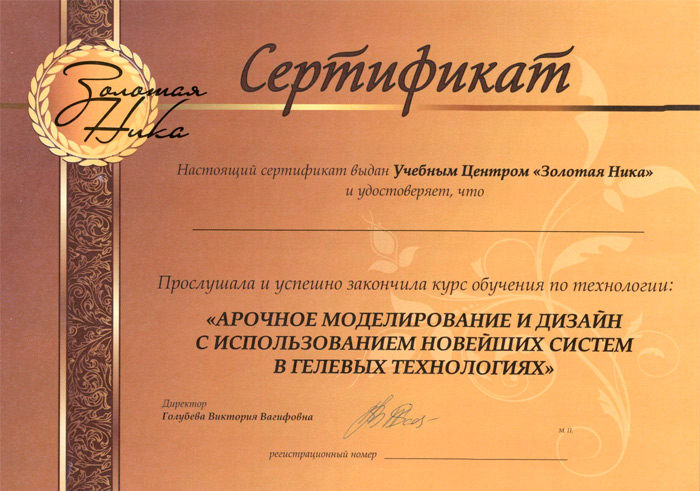 Золотая
Ника
Сертификат
Настоящий сертификат выдан Учебным Центром «Золотая Ника»
и удостоверяет, что
Прослушала и успешно закончила курс обучения по технологии:
«АРОЧНОЕ МОДЕЛИРОВАНИЕ И ДИЗАЙН
С ИСПОЛЬЗОВАНИЕМ НОВЕЙШИХ СИСТЕМ
В ГЕЛЕВЫХ ТЕХНОЛОГИЯХ»
Директор
Голубева Виктория Вагифовна
М. П.
регистрационный номер